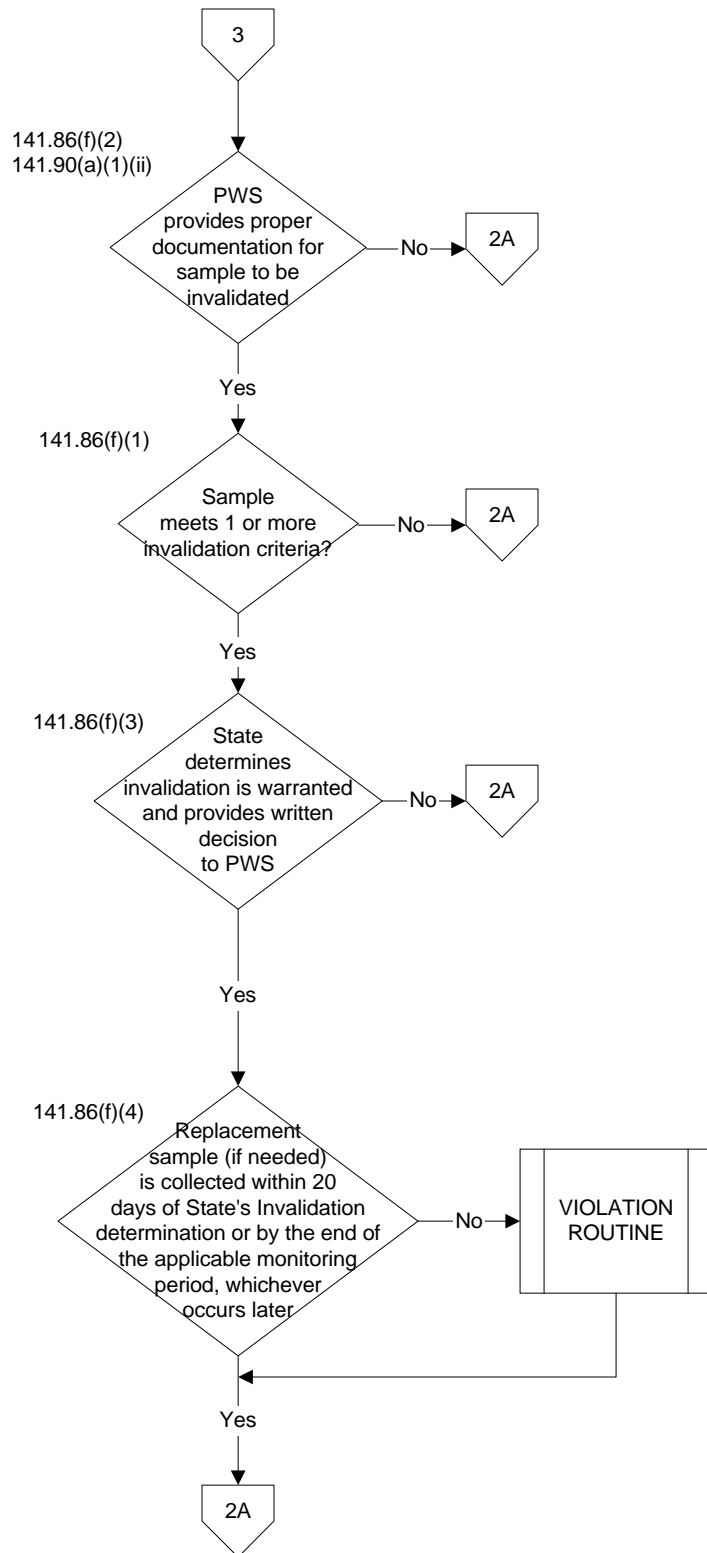 3
141.86(f)(2)
141.90(a)(1)(ii)
PWS
provides proper
documentation for
sample to be
invalidated
No
2A
Yes
141.86(f)(1)
Sample
meets 1 or more
invalidation criteria?
No
2A
Yes
141.86(f)(3)
State
determines
invalidation is warranted
and provides written
decision
to PWS
No
2A
Yes
141.86(f)(4)
Replacement
sample (if needed)
is collected within 20
days of State's Invalidation
determination or by the end of
the applicable monitoring
period, whichever
occurs later
No
VIOLATION
ROUTINE
Yes
2A